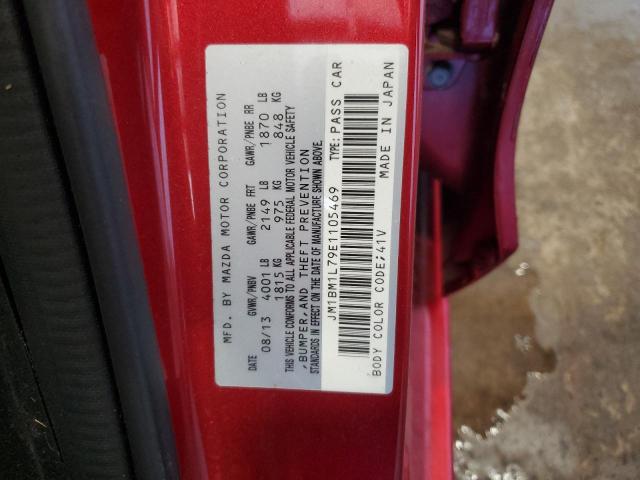 MFD. BY MAZDA MOTOR CORPORATION
DATE GVWR/PNBV GAWR/PNBE FRT GAWR/PNBE RR
08/13 4001 LB 2149 LB 1870 LB
1815 KG 975 KG 848 KG
THIS VEHICLE CONFORMS TO ALL APPLICABLE FEDERAL MOTOR VEHICLE SAFETY
,BUMPER,AND THEFT PREVENTION
STANDARDS IN EFFECT ON THE DATE OF MANUFACTURE SHOWN ABOVE.
JM1BM1L79E1105469 TYPE: PASS CAR
BODY COLOR CODE;41V MADE IN JAPAN